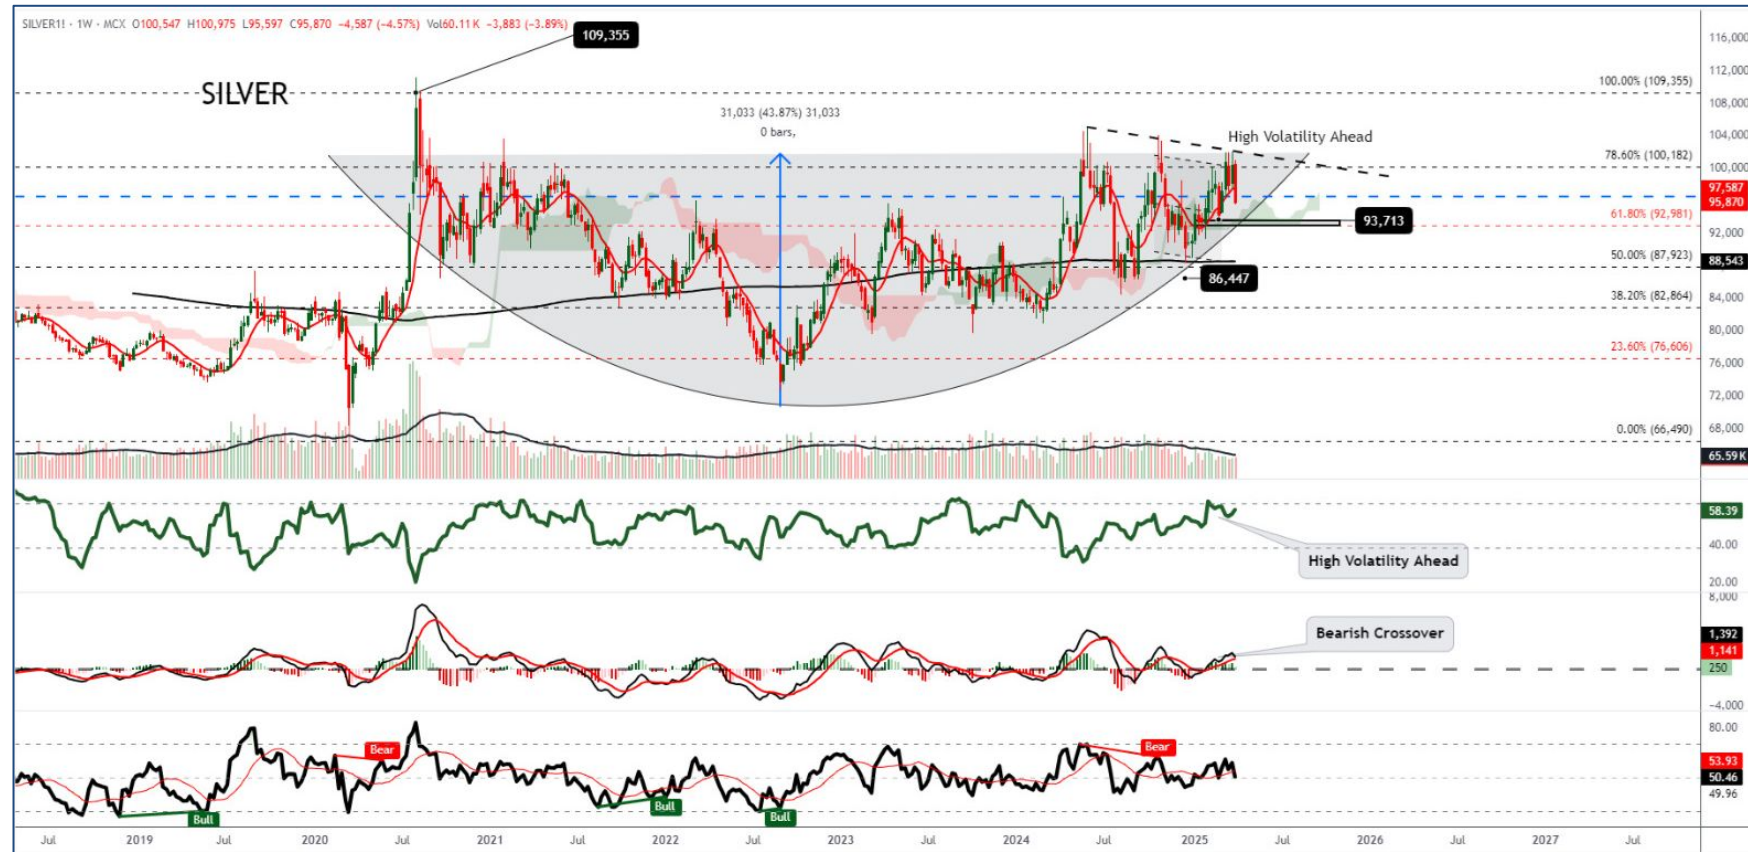 SILVER1! · 1W · MCX O100,547 H100,975 L95,597 C95,870 −4,587 (−4.57%) Vol60.11 K −3,883 (−3.89%)
109,355
SILVER
31,033 (43.87%) 31,033
0 bars,
High Volatility Ahead
100.00% (109,355)
78.60% (100,182)
61.80% (92,981)
50.00% (87,923)
38.20% (82,864)
23.60% (76,606)
0.00% (66,490)
93,713
86,447
116,000
112,000
108,000
104,000
100,000
97,587
95,870
92,000
88,543
84,000
80,000
76,000
72,000
68,000
65.59 K
High Volatility Ahead
58.39
40.00
20.00
Bearish Crossover
8,000
1,392
1,141
250
−4,000
Bear
Bear
Bull
Bull
Bull
80.00
53.93
50.46
49.96
Jul 2019 Jul 2020 Jul 2021 Jul 2022 Jul 2023 Jul 2024 Jul 2025 Jul 2026 Jul 2027 Jul